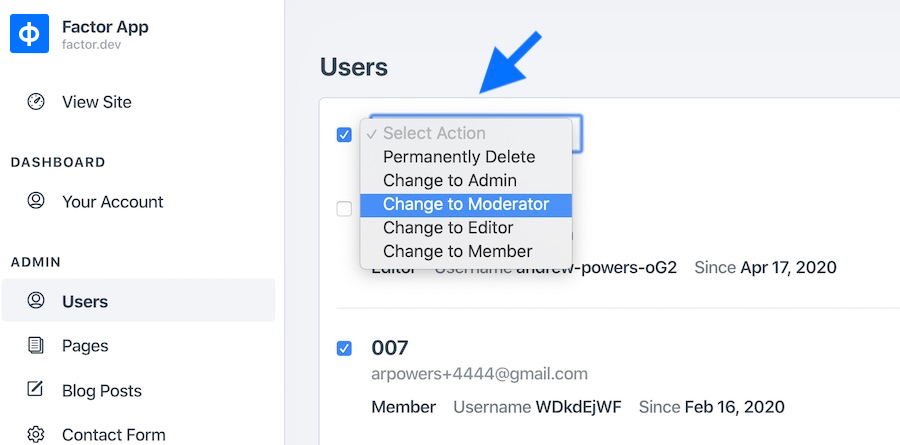 Factor App
factor.dev
View Site
DASHBOARD
Your Account
ADMIN
Users
Pages
Blog Posts
Contact Form
Users
Select Action
Permanently Delete
Change to Admin
Change to Moderator
Change to Editor
Change to Member
Editor Username andrew-powers-oG2 Since Apr 17, 2020
007
arpowers+4444@gmail.com
Member Username WDkdEjWF Since Feb 16, 2020